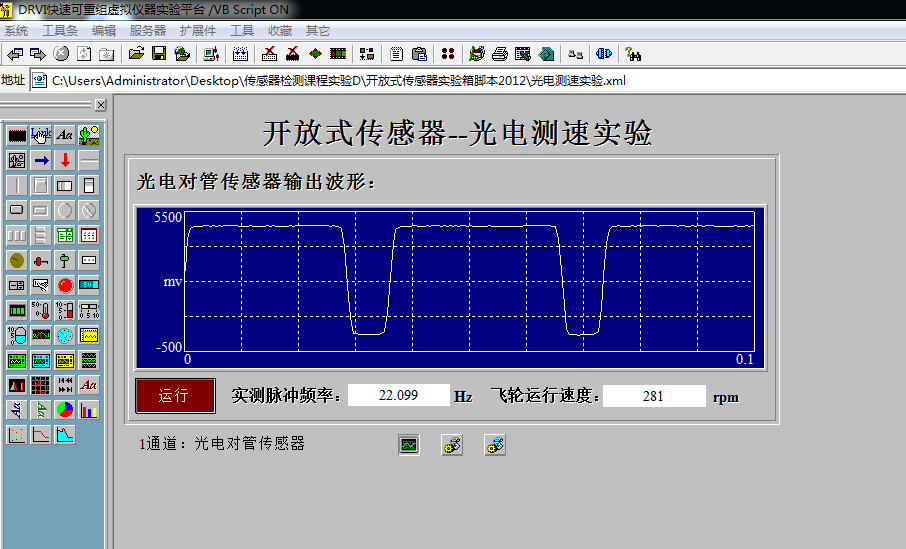 DRVI快速可重组虚拟仪器实验平台 /VB Script ON
系统 工具条 编辑 服务器 扩展件 工具 收藏 其它
地址 C:\Users\Administrator\Desktop\传感器检测课程实验D\开放式传感器实验箱脚本2012\光电测速实验.xml
开放式传感器--光电测速实验
光电对管传感器输出波形：
5500
mv
-500
0 0.1
运行 实测脉冲频率： 22.099 Hz 飞轮运行速度： 281 rpm
1通道：光电对管传感器